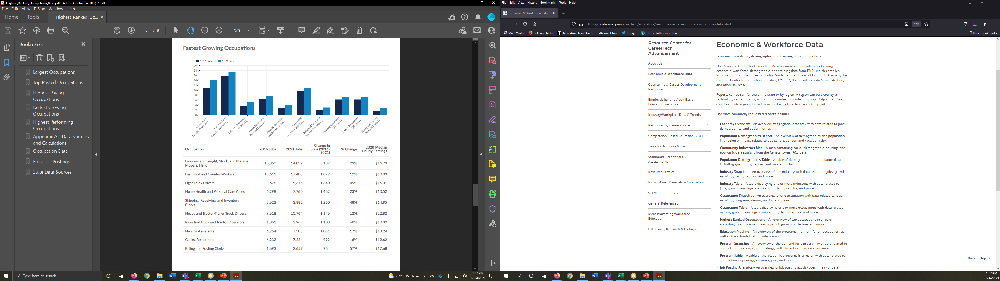 Highest_Ranked_Occupations_8653.pdf - Adobe Acrobat Pro DC (32-bit)
File Edit View E-Sign Window Help
Home Tools Highest_Ranked_Oc... ×
6 / 8 75%
Bookmarks
Largest Occupations
Top Posted Occupations
Highest Paying
Occupations
Fastest Growing
Occupations
Highest Performing
Occupations
Appendix A - Data Sources
and Calculations
Occupation Data
Emsi Job Postings
State Data Sources
Fastest Growing Occupations
2016 Jobs 2021 Jobs
20K
18K
16K
14K
12K
10K
8K
6K
4K
2K
0K
Laborers and
Freight, Stock, and...
Fast Food and
Counter Workers (...
Light Truck Drivers
(53-3033)
Home Health and
Personal Care Aid...
Shipping, Receiving,
and Inventory Cler...
Heavy and
Tractor-Trailer Tru...
Industrial Truck and
Tractor Operators ...
Nursing Assistants
(31-1131)
Cooks, Restaurant
(35-2014)
Billing and Posting
Clerks (43-3021)
Occupation 2016 Jobs 2021 Jobs Change in Jobs (2016-2021) % Change 2020 Median Hourly Earnings
Laborers and Freight, Stock, and Material
Movers, Hand 10,850 14,037 3,187 29% $16.73
Fast Food and Counter Workers 15,611 17,483 1,872 12% $10.03
Light Truck Drivers 3,676 5,316 1,640 45% $16.31
Home Health and Personal Care Aides 6,298 7,760 1,462 23% $10.52
Shipping, Receiving, and Inventory
Clerks 2,622 3,882 1,260 48% $14.95
Heavy and Tractor-Trailer Truck Drivers 9,618 10,764 1,146 12% $22.82
Industrial Truck and Tractor Operators 1,861 2,969 1,108 60% $19.09
Nursing Assistants 6,254 7,305 1,051 17% $13.24
Cooks, Restaurant 6,232 7,224 992 16% $12.62
Billing and Posting Clerks 1,693 2,657 964 57% $17.68
Type here to search
67°F Partly sunny
1:07 PM
12/14/2021
File Edit View History Bookmarks Tools Help
Economic & Workforce Data ×
https://oklahoma.gov/careertech/educators/resource-center/economic-workforce-data.html 67%
Most Visited Getting Started New Arrivals in Plus Si... ownCloud Image https://officemgmten... Other Bookmarks
Resource Center for
CareerTech
Advancement
About Us
Economic & Workforce Data
Counseling & Career Development
Resources
Employability and Adult Basic
Education Resources
Industry/Workplace Data & Trends
Resources by Career Cluster
Competency-Based Education (CBE)
Tools for Teachers & Trainers
Standards, Credentials &
Assessments
Resource Profiles
Instructional Materials & Curriculum
STEM Communities
General References
Meat Processing Workforce
Education
CTE Issues, Research & Dialogue
Economic & Workforce Data
Economic, workforce, demographic, and training data and analysis
The Resource Center for CareerTech Advancement can provide reports using
economic, workforce, demographic, and training data from EMSI, which compiles
information from the Bureau of Labor Statistics, the Bureau of Economic Analysis, the
National Center for Education Statistics, O*Net™, the Social Security Administration,
and other sources.
Reports can be run for the entire state or by region. A region can be a county, a
technology center district, a group of counties, zip code, or group of zip codes. We
can also create regions by radius or by driving time from a central point.
The most commonly requested reports include:
• Economy Overview – An overview of a regional economy with data related to jobs,
demographics, and social metrics.
• Population Demographics Report – An overview of demographics and population
in a region with data related to age cohort, gender, and race/ethnicity.
• Community Indicators Map – A map containing social, demographic, housing, and
economic data straight from the Census' 5-year ACS data.
• Population Demographics Table – A table of demographic and population data
including age cohort, gender, and race/ethnicity
• Industry Snapshot – An overview of one industry with data related to jobs, growth,
earnings, demographics, and more.
• Industry Table – A table displaying one or more industries with data related to
jobs, growth, earnings, completions, demographics, and more.
• Occupation Snapshot – An overview of one occupation with data related to jobs,
earnings, programs, demographics, and more.
• Occupation Table – A table displaying one or more occupations with data related
to jobs, growth, earnings, completions, demographics, and more.
• Highest Ranked Occupations – An overview of top occupations in a region
according to employment, earnings, job growth or decline, and more.
• Education Pipeline – An overview of the programs that train for an occupation, as
well as the schools that provide training.
• Program Snapshot – An overview of the demand for a program with data related to
competitive landscape, job postings, skills, target occupations, and more.
• Program Table – A table of the academic programs in a region with data related to
completions, openings, earnings, jobs, and more.
• Job Posting Analytics – An overview of job posting activity over time with data
Back to Top
1:07 PM
12/14/202